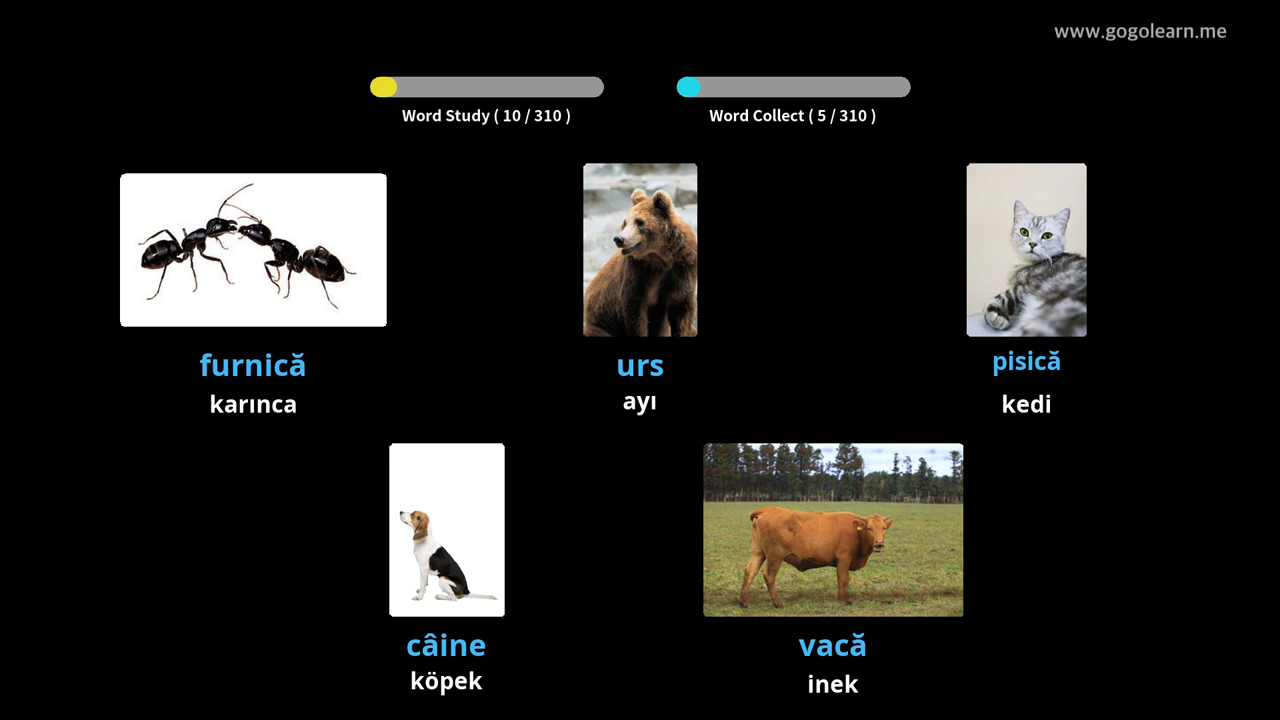 www.gogolearn.me
Word Study ( 10 / 310 )
Word Collect ( 5 / 310 )
furnică
karınca
urs
ayı
pisică
kedi
câine
köpek
vacă
inek